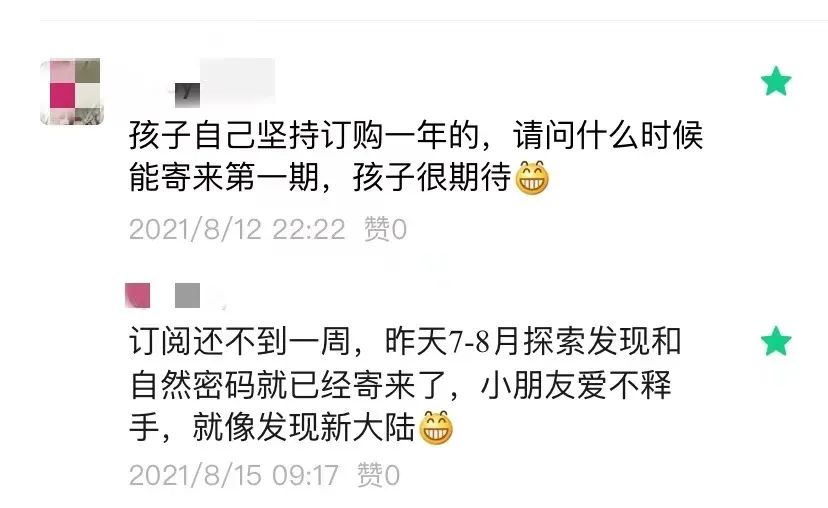 y
孩子自己坚持订购一年的，请问什么时候
能寄来第一期，孩子很期待😁
2021/8/12 22:22 赞0
订阅还不到一周，昨天7-8月探索发现和
自然密码就已经寄来了，小朋友爱不释
手，就像发现新大陆😁
2021/8/15 09:17 赞0